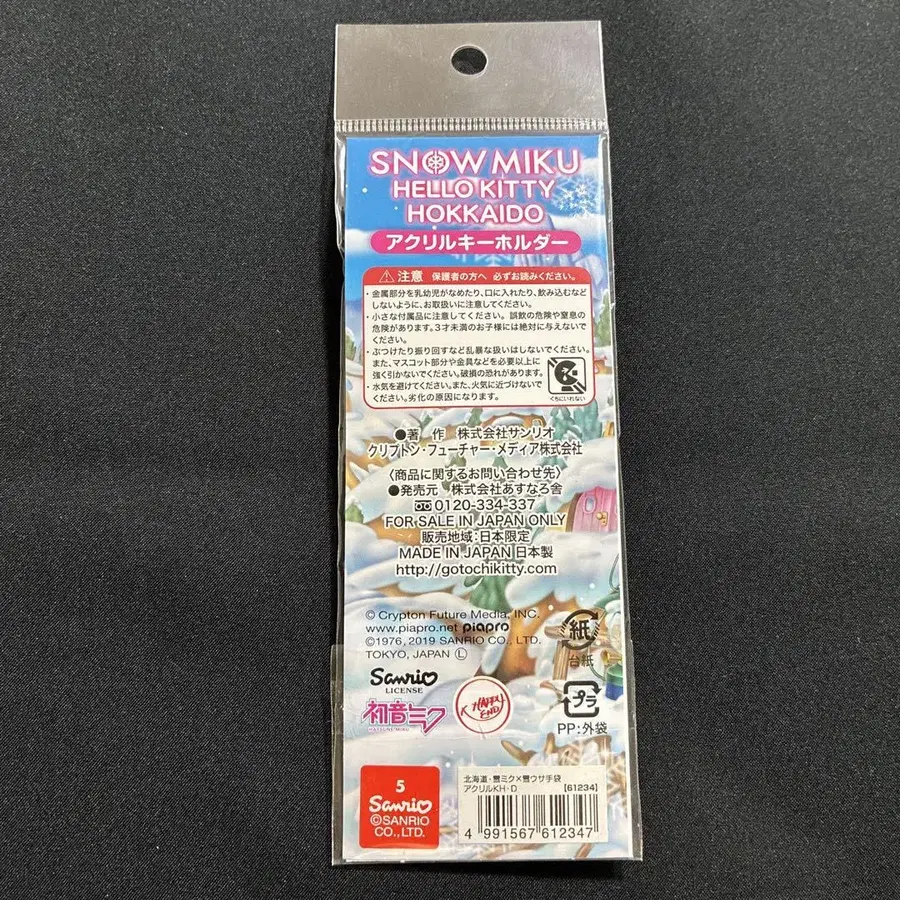 SNOW MIKU
HELLO KITTY
HOKKAIDO
アクリルキーホルダー
注意 保護者の方へ 必ずお読みください。
・金属部分を乳幼児がなめたり、口に入れたり、飲み込むなど
しないように、お取扱いに注意してください。
・小さな付属品に注意してください。誤飲の危険や窒息の
危険があります。3才未満のお子様には絶対に与えないで
ください。
・ぶつけたり振り回すなど乱暴な扱いはしないでください。
また、マスコット部分や金具などを必要以上に
強く引かないでください。破損の恐れがあります。
・水気を避けてください。また、火気に近づけないで
ください。劣化の原因になります。
くちにいれない
●著 作 株式会社サンリオ
クリプトン・フューチャー・メディア株式会社
〈商品に関するお問い合わせ先〉
●発売元 株式会社あすなろ舎
0120-334-337
FOR SALE IN JAPAN ONLY
販売地域:日本限定
MADE IN JAPAN 日本製
http://gotochikitty.com
© Crypton Future Media, INC.
www.piapro.net piapro
©1976, 2019 SANRIO CO., LTD.
TOKYO, JAPAN Ⓛ
紙
台紙
Sanrio
LICENSE
初音ミク
HATSUNE MIKU
HAPPY
END
プラ
PP:外袋
5
Sanrio
©SANRIO
CO., LTD.
北海道・雪ミク×雪ウサ手袋
アクリルKH・D 【61234】
4 991567 612347